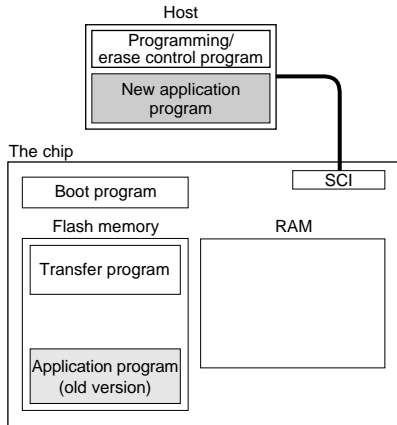 Host
Programming/
erase control program
New application
program
The chip
SCI
Boot program
Flash memory
RAM
Transfer program
Application program
(old version)